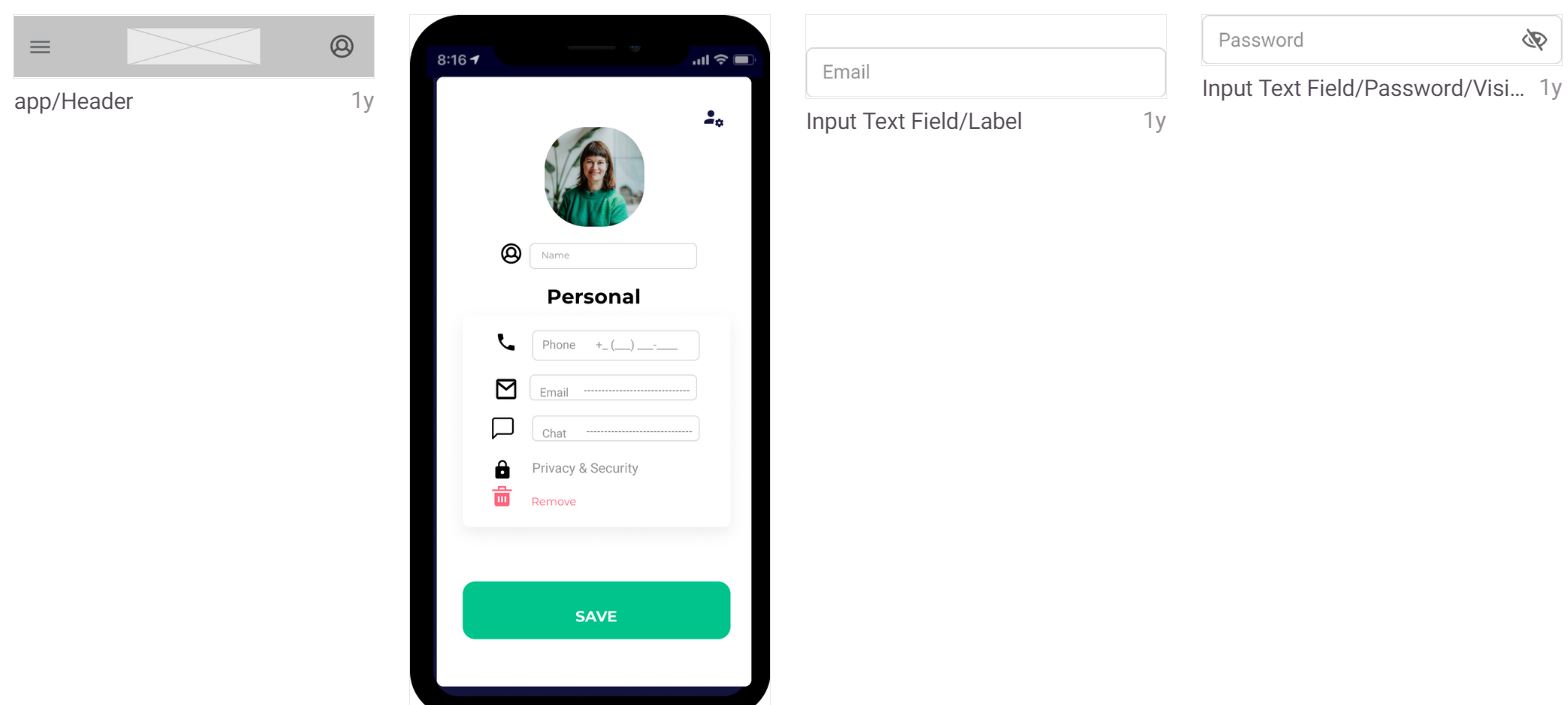 app/Header 1y
8:16
Name
Personal
Phone +_ (___) ___-____
Email ------------------------------
Chat ------------------------------
Privacy & Security
Remove
SAVE
Email
Input Text Field/Label 1y
Password
Input Text Field/Password/Visi... 1y